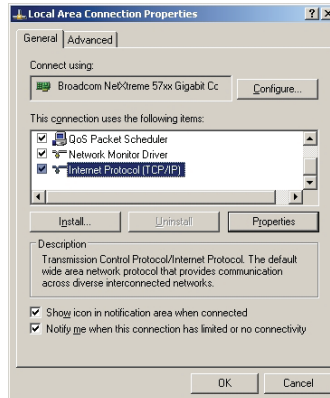 Local Area Connection Properties
General
Advanced
Connect using:
Broadcom NetXtreme 57xx Gigabit Cc
Configure...
This connection uses the following items:
QoS Packet Scheduler
Network Monitor Driver
Internet Protocol (TCP/IP)
Install...
Uninstall
Properties
Description
Transmission Control Protocol/Internet Protocol. The default
wide area network protocol that provides communication
across diverse interconnected networks.
Show icon in notification area when connected
Notify me when this connection has limited or no connectivity
OK
Cancel